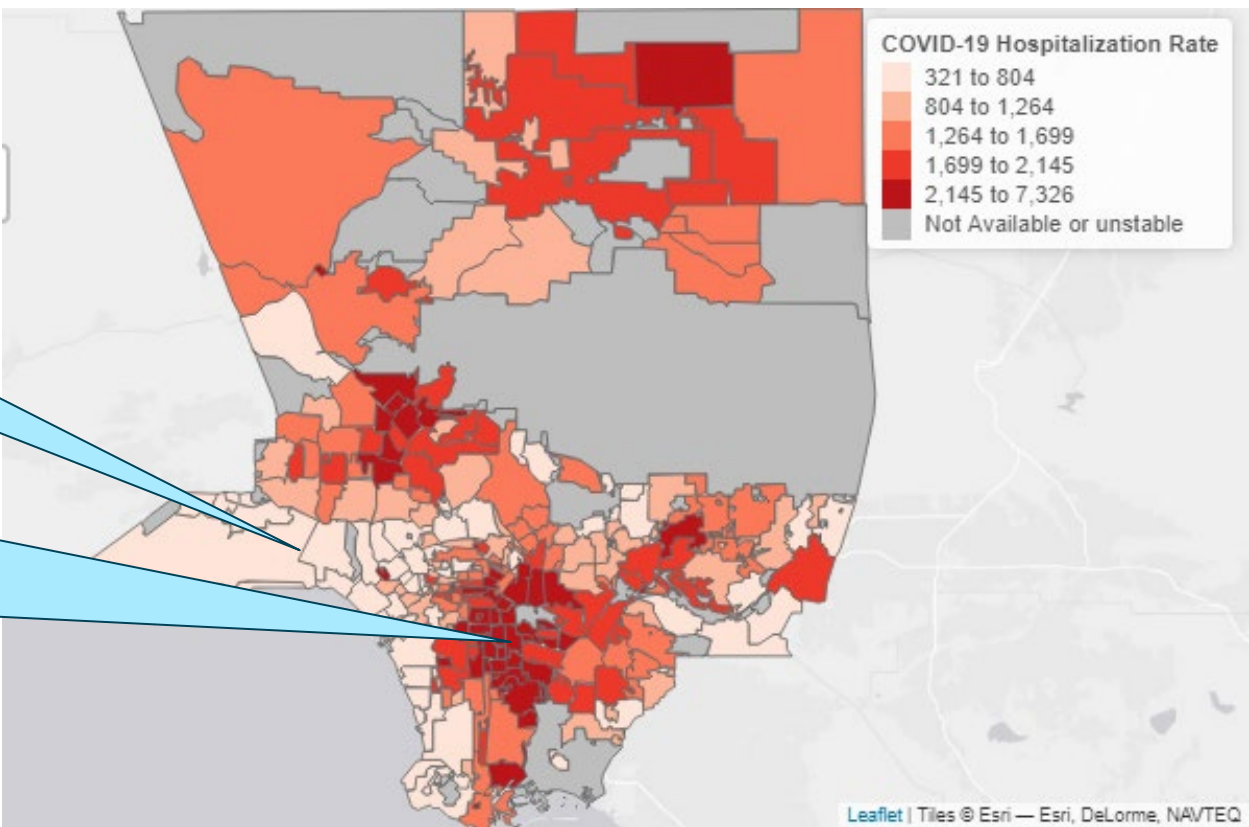 COVID-19 Hospitalization Rate
321 to 804
804 to 1,264
1,264 to 1,699
1,699 to 2,145
2,145 to 7,326
Not Available or unstable
Leaflet | Tiles © Esri — Esri, DeLorme, NAVTEQ